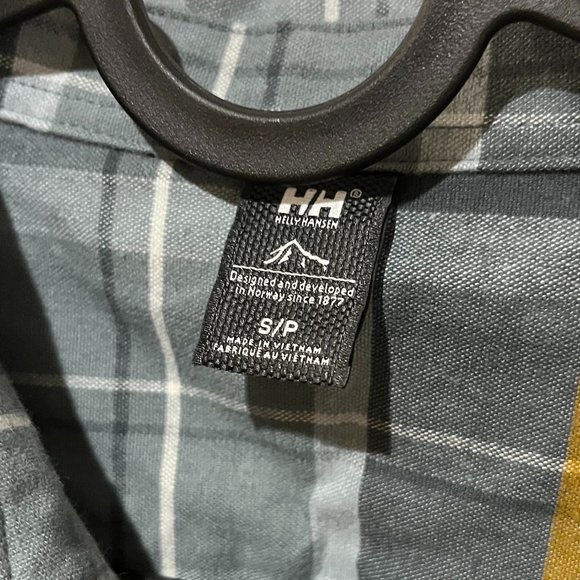 HH®
HELLY HANSEN
Designed and developed
in Norway since 1877
S/P
MADE IN VIETNAM
FABRIQUÉ AU VIETNAM